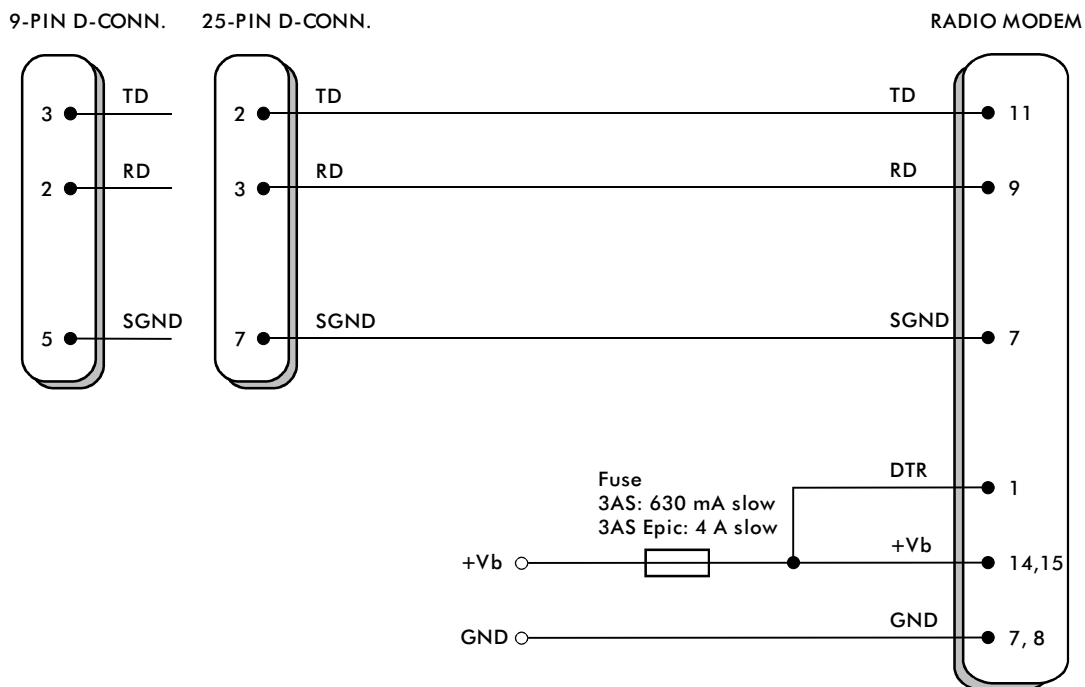 9-PIN D-CONN. 25-PIN D-CONN. RADIO MODEM
3 TD 2 TD TD 11
2 RD 3 RD RD 9
5 SGND 7 SGND SGND 7
DTR 1
Fuse
3AS: 630 mA slow
3AS Epic: 4 A slow
+Vb +Vb 14,15
GND GND 7, 8